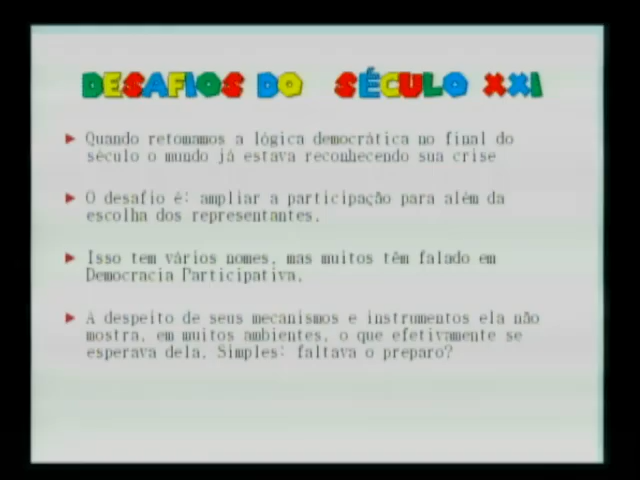 DESAFIOS DO SÉCULO XXI
Quando retomamos a lógica democrática no final do
século o mundo já estava reconhecendo sua crise
O desafio é: ampliar a participação para além da
escolha dos representantes.
Isso tem vários nomes, mas muitos têm falado em
Democracia Participativa.
A despeito de seus mecanismos e instrumentos ela não
mostra, em muitos ambientes, o que efetivamente se
esperava dela. Simples: faltava o preparo?